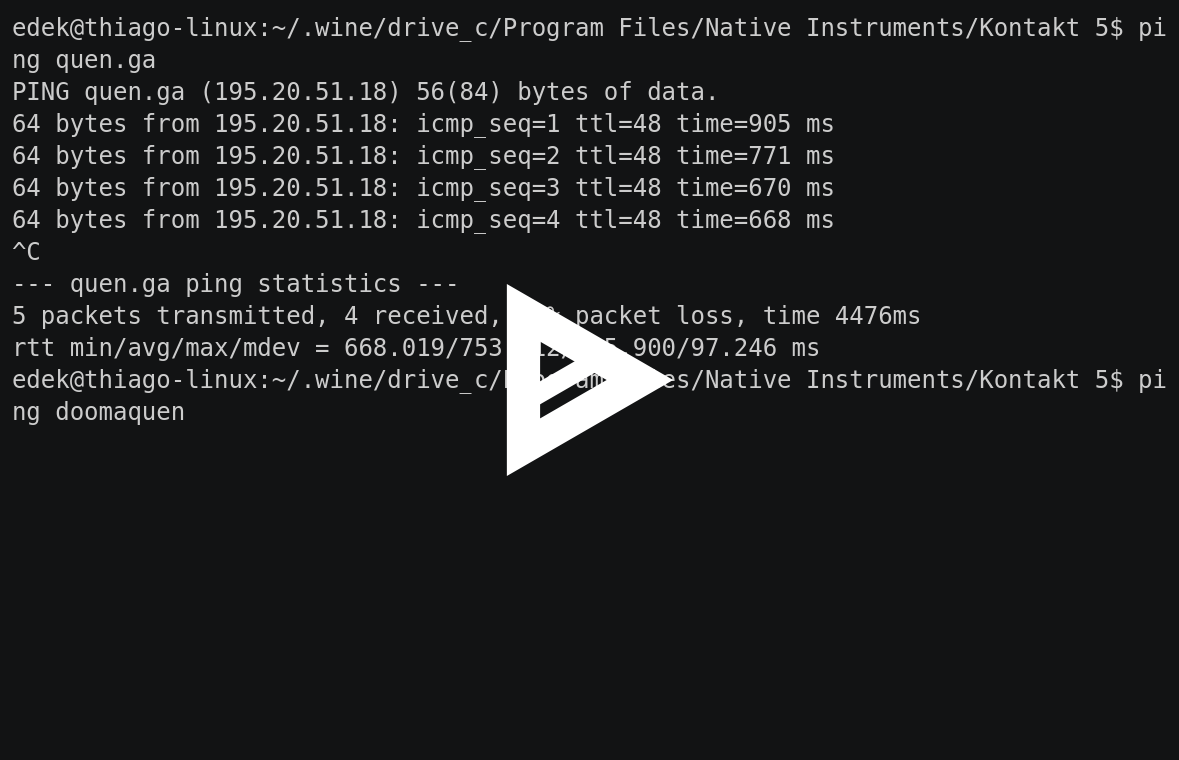 edek@thiago-linux:~/.wine/drive_c/Program Files/Native Instruments/Kontakt 5$ pi
ng quen.ga
PING quen.ga (195.20.51.18) 56(84) bytes of data.
64 bytes from 195.20.51.18: icmp_seq=1 ttl=48 time=905 ms
64 bytes from 195.20.51.18: icmp_seq=2 ttl=48 time=771 ms
64 bytes from 195.20.51.18: icmp_seq=3 ttl=48 time=670 ms
64 bytes from 195.20.51.18: icmp_seq=4 ttl=48 time=668 ms
^C
--- quen.ga ping statistics ---
5 packets transmitted, 4 received, packet loss, time 4476ms
rtt min/avg/max/mdev = 668.019/753 .900/97.246 ms
edek@thiago-linux:~/.wine/drive_c/Program Files/Native Instruments/Kontakt 5$ pi
ng doomaquen